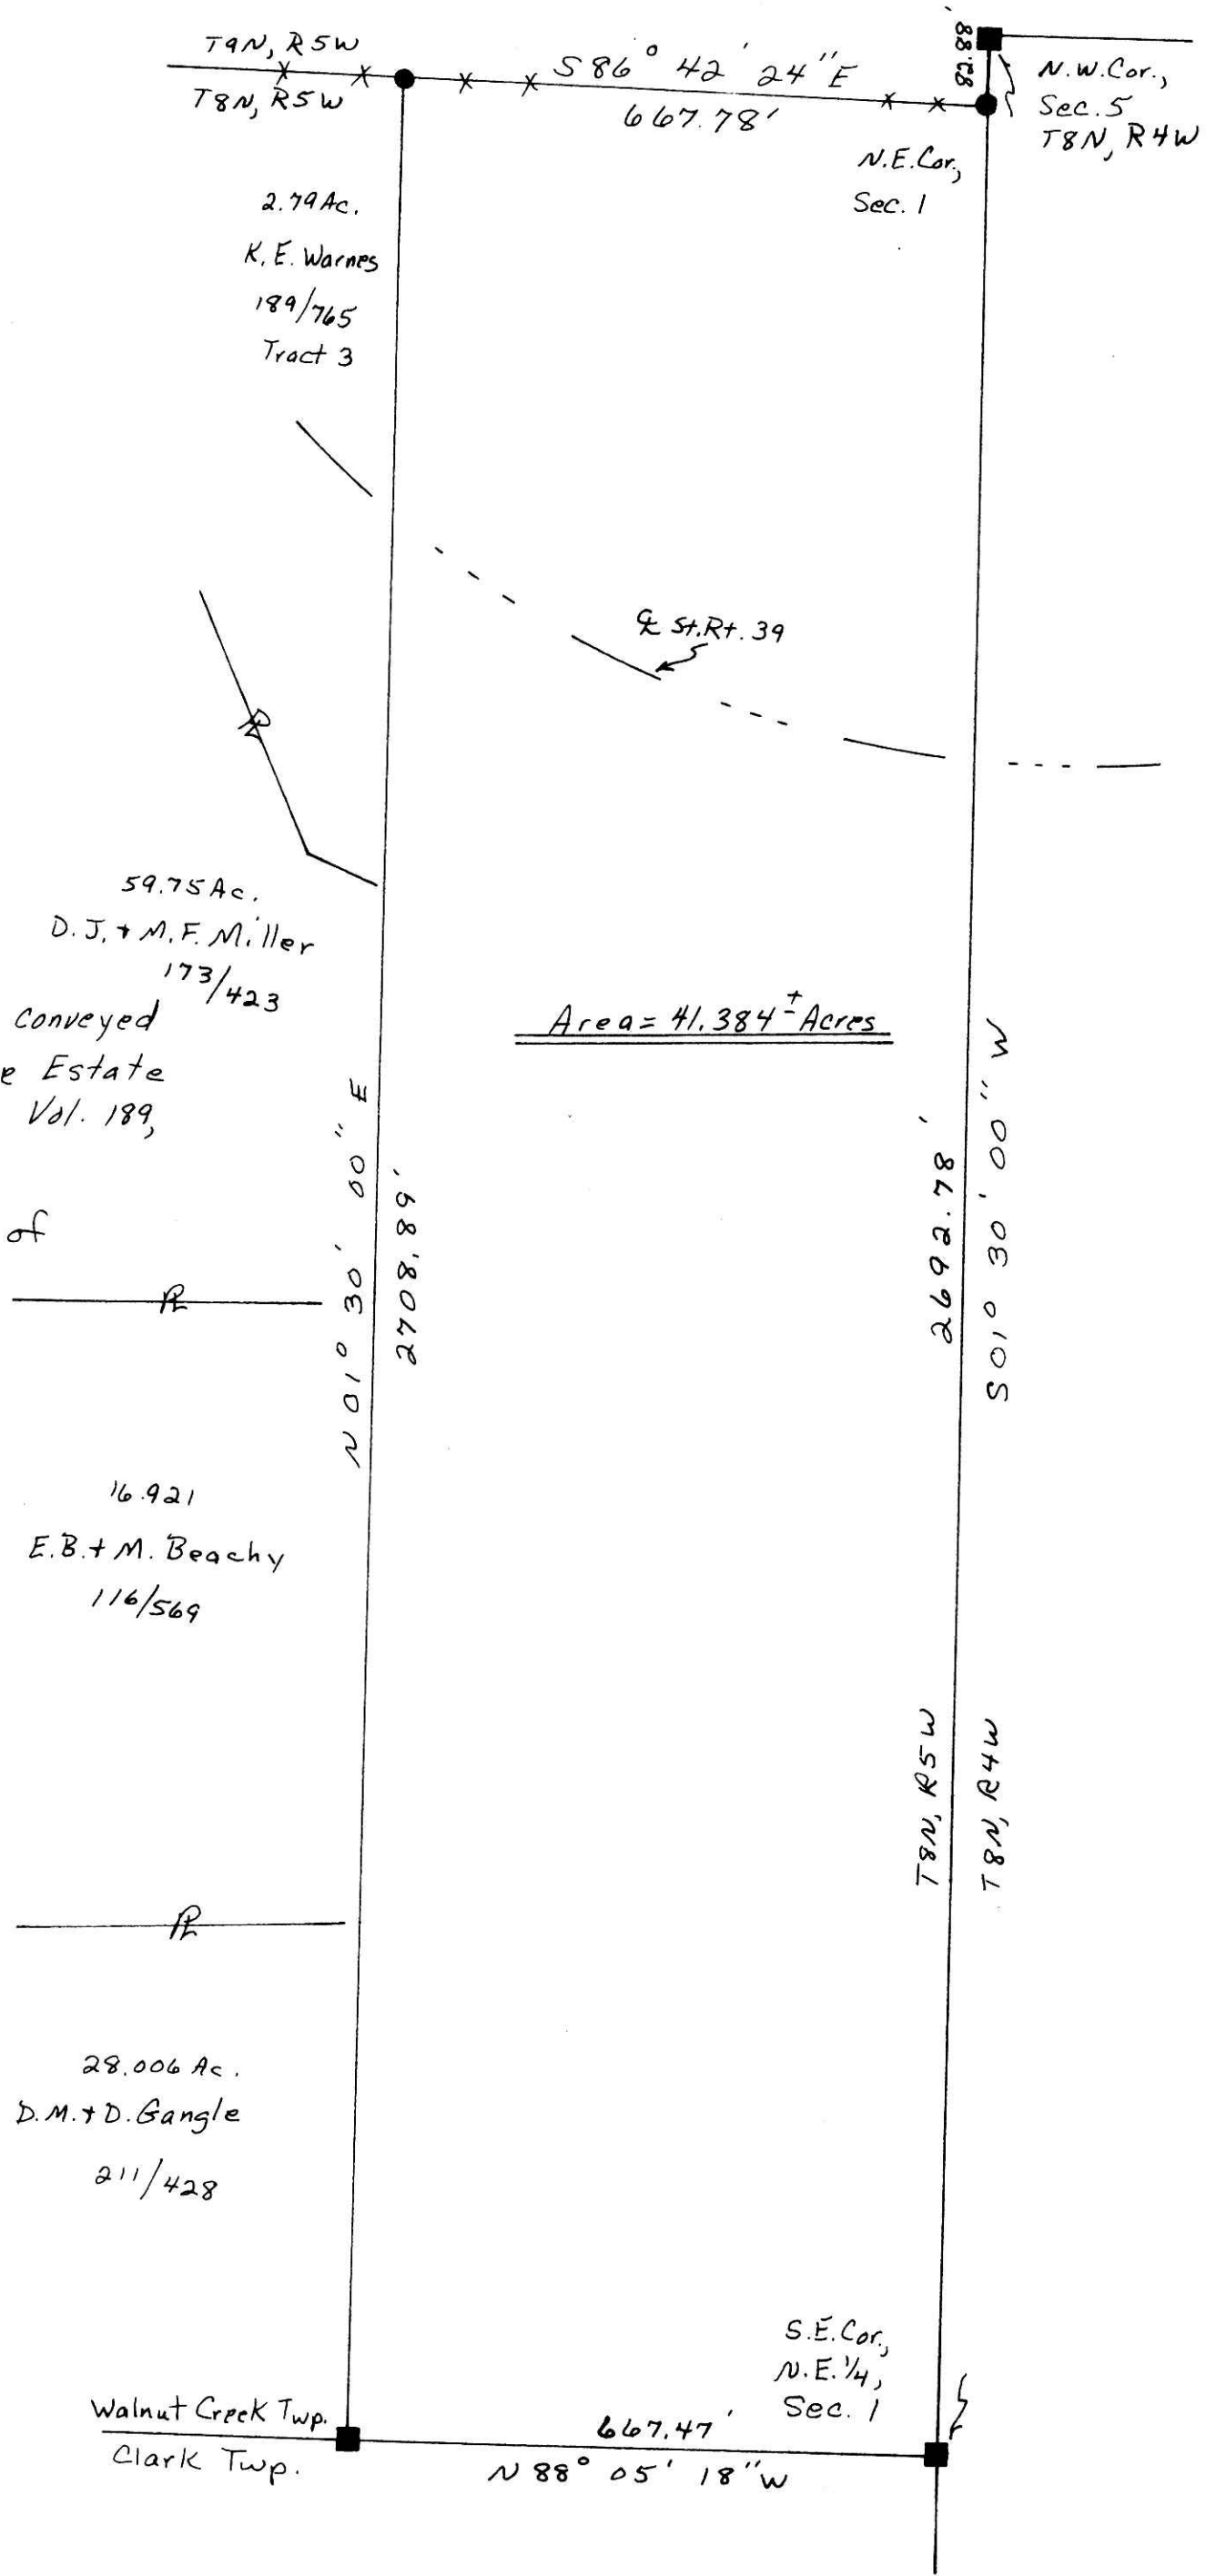 T9N, R5W
T8N, R5W
S86° 42' 24"E
667.78'
82.88'
N.W. Cor.,
Sec. 5
T8N, R4W
N.E. Cor.,
Sec. 1
2.79 Ac.
K. E. Warnes
189/765
Tract 3
℄ St. Rt. 39
PL
59.75 Ac.
D. J. + M. F. Miller
173/423
conveyed
e Estate
Vol. 189,
of
Area = 41.384± Acres
N 01° 30' 00" E
2708.89'
2692.78'
S 01° 30' 00" W
PL
16.921
E.B. + M. Beachy
116/569
T8N, R5W
T8N, R4W
PL
28.006 Ac.
D.M. + D. Gangle
211/428
S.E. Cor.,
N.E. 1/4,
Sec. 1
Walnut Creek Twp.
Clark Twp.
667.47'
N 88° 05' 18" W